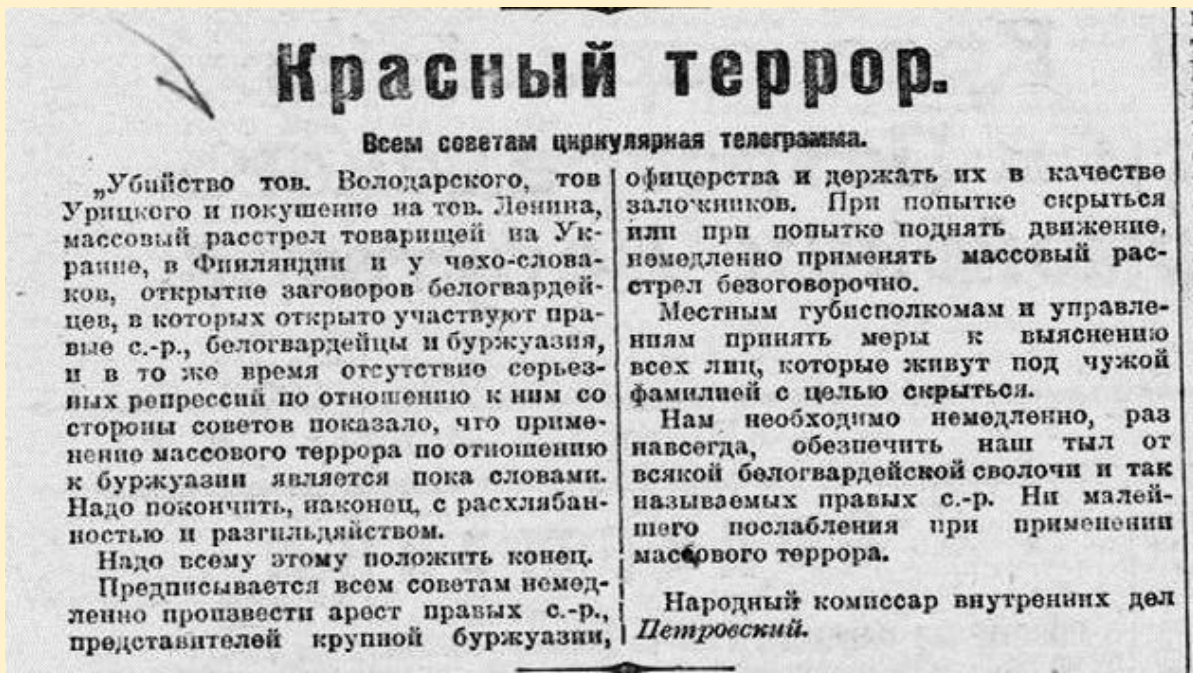 Красный террор.
Всем советам циркулярная телеграмма.
„Убийство тов. Володарского, тов
Урицкого и покушение на тов. Ленина,
массовый расстрел товарищей на Ук-
раине, в Финляндии и у чехо-слова-
ков, открытие заговоров белогвардей-
цев, в которых открыто участвуют пра-
вые с.-р., белогвардейцы и буржуазия,
и в то же время отсутствие серьез-
ных репрессий по отношению к ним со
стороны советов показало, что приме-
нение массового террора по отношению
к буржуазии является пока словами.
Надо покончить, наконец, с расхлябан-
ностью и разгильдяйством.
Надо всему этому положить конец.
Предписывается всем советам немед-
ленно произвести арест правых с.-р.,
представителей крупной буржуазии,
офицерства и держать их в качестве
заложников. При попытке скрыться
или при попытке поднять движение,
немедленно применять массовый рас-
стрел безоговорочно.
Местным губисполкомам и управле-
ниям принять меры к выяснению
всех лиц, которые живут под чужой
фамилией с целью скрыться.
Нам необходимо немедленно, раз
навсегда, обезпечить наш тыл от
всякой белогвардейской сволочи и так
называемых правых с.-р. Ни малей-
шего послабления при применении
массового террора.
Народный комиссар внутренних дел
Петровский.